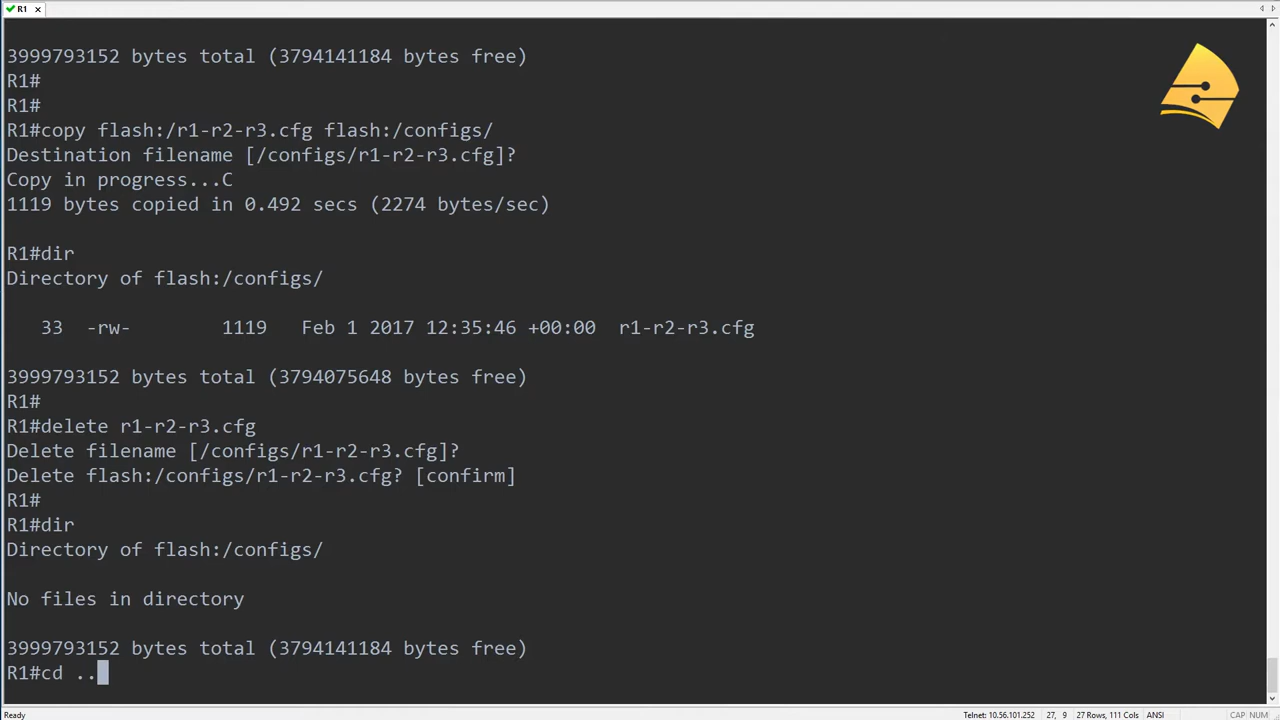 R1
3999793152 bytes total (3794141184 bytes free)
R1#
R1#
R1#copy flash:/r1-r2-r3.cfg flash:/configs/
Destination filename [/configs/r1-r2-r3.cfg]?
Copy in progress...C
1119 bytes copied in 0.492 secs (2274 bytes/sec)
R1#dir
Directory of flash:/configs/
33  -rw-        1119   Feb 1 2017 12:35:46 +00:00  r1-r2-r3.cfg
3999793152 bytes total (3794075648 bytes free)
R1#
R1#delete r1-r2-r3.cfg
Delete filename [/configs/r1-r2-r3.cfg]?
Delete flash:/configs/r1-r2-r3.cfg? [confirm]
R1#
R1#dir
Directory of flash:/configs/
No files in directory
3999793152 bytes total (3794141184 bytes free)
R1#cd ..
Ready Telnet: 10.56.101.252 27, 9 27 Rows, 111 Cols ANSI CAP NUM